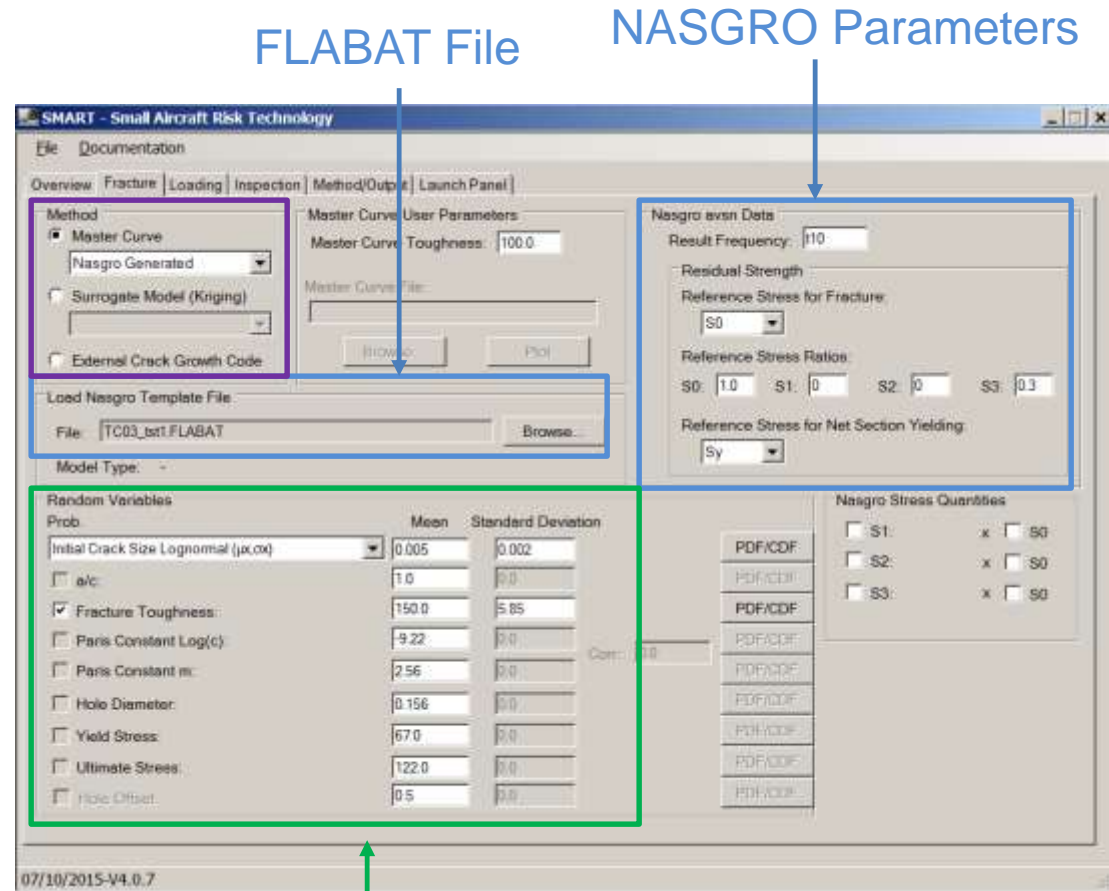 FLABAT File
NASGRO Parameters
SMART - Small Aircraft Risk Technology
File Documentation
Overview Fracture Loading Inspection Method/Output Launch Panel
Method
Master Curve
Nasgro Generated
Surrogate Model (Kriging)
External Crack Growth Code
Master Curve User Parameters
Master Curve Toughness: 100.0
Master Curve File:
Browse Plot
Nasgro avsn Data
Result Frequency: t10
Residual Strength
Reference Stress for Fracture:
S0
Reference Stress Ratios:
S0: 1.0 S1: 0 S2: 0 S3: 0.3
Reference Stress for Net Section Yielding:
Sy
Load Nasgro Template File
File: TC03_tst1.FLABAT Browse...
Model Type: -
Random Variables
Prob. Mean Standard Deviation
Initial Crack Size Lognormal (μx,σx) 0.005 0.002 PDF/CDF
a/c: 1.0 0.0 PDF/CDF
Fracture Toughness: 150.0 5.85 PDF/CDF
Paris Constant Log(c): -9.22 0.0 PDF/CDF
Corr: 0.0
Paris Constant m: 2.56 0.0 PDF/CDF
Hole Diameter: 0.156 0.0 PDF/CDF
Yield Stress: 67.0 0.0 PDF/CDF
Ultimate Stress: 122.0 0.0 PDF/CDF
Hole Offset: 0.5 0.0 PDF/CDF
Nasgro Stress Quantities
S1: x S0
S2: x S0
S3: x S0
07/10/2015-V4.0.7